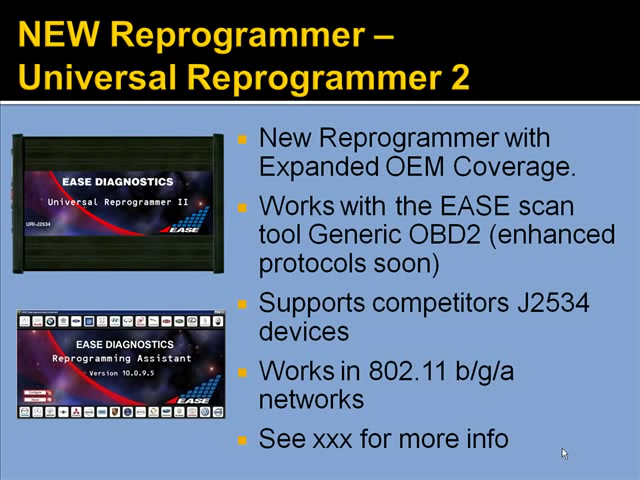 NEW Reprogrammer –
Universal Reprogrammer 2
New Reprogrammer with
Expanded OEM Coverage.
Works with the EASE scan
tool Generic OBD2 (enhanced
protocols soon)
Supports competitors J2534
devices
Works in 802.11 b/g/a
networks
See xxx for more info
EASE DIAGNOSTICS
Universal Reprogrammer II
URI-J2534
EASE
EASE DIAGNOSTICS
Reprogramming Assistant
Version 10.0.9.5
EASE